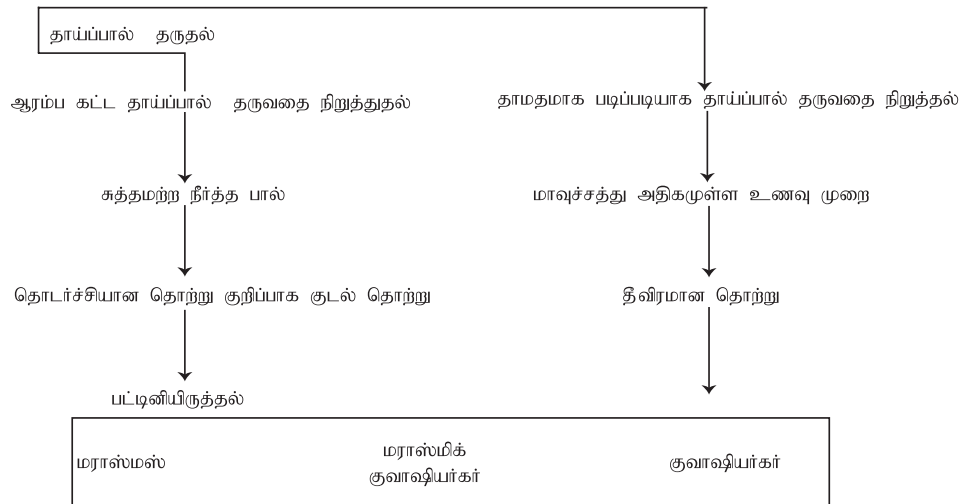 தாய்ப்பால் தருதல்
ஆரம்ப கட்ட தாய்ப்பால் தருவதை நிறுத்துதல்
தாமதமாக படிப்படியாக தாய்ப்பால் தருவதை நிறுத்தல்
சுத்தமற்ற நீர்த்த பால்
மாவுச்சத்து அதிகமுள்ள உணவு முறை
தொடர்ச்சியான தொற்று குறிப்பாக குடல் தொற்று
தீவிரமான தொற்று
பட்டினியிருத்தல்
மராஸ்மஸ்
மராஸ்மிக்
குவாஷியர்கர்
குவாஷியர்கர்